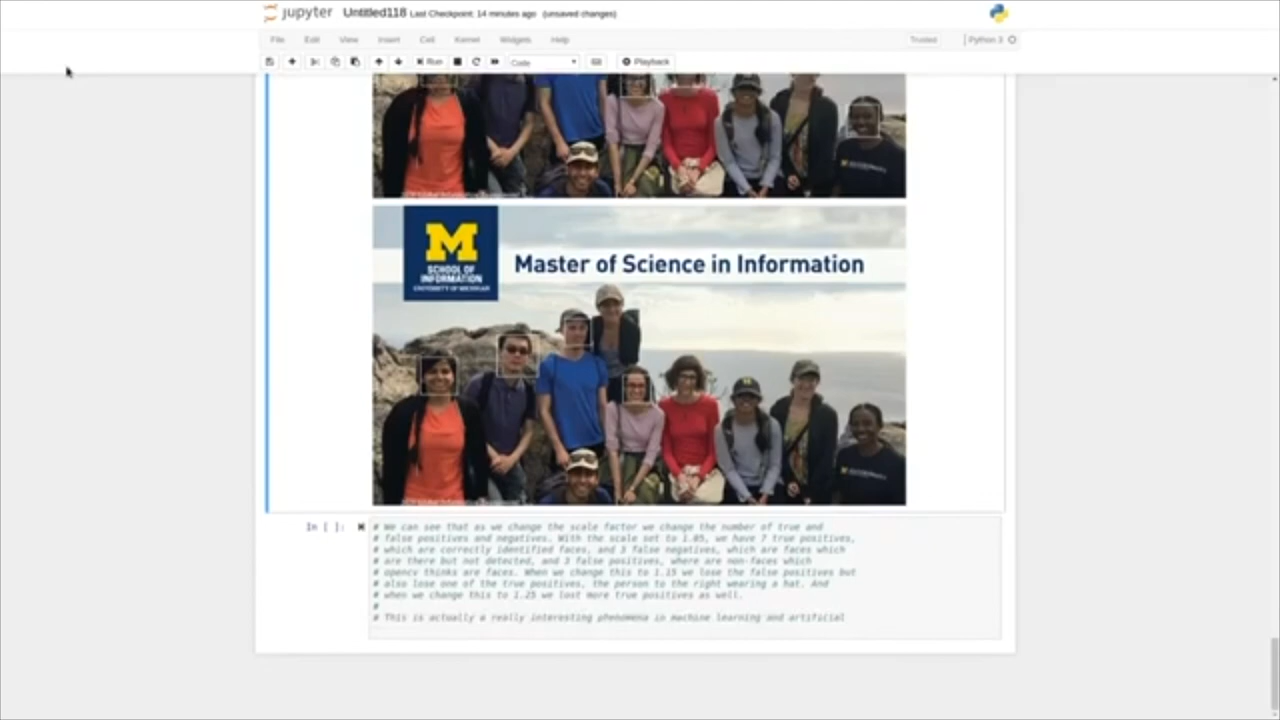 jupyter Untitled118 Last Checkpoint: 14 minutes ago (unsaved changes)
File Edit View Insert Cell Kernel Widgets Help Trusted Python 3
Run Code Playback
M
SCHOOL OF
INFORMATION
UNIVERSITY OF MICHIGAN
Master of Science in Information
In [ ]:
# We can see that as we change the scale factor we change the number of true and
# false positives and negatives. With the scale set to 1.05, we have 7 true positives,
# which are correctly identified faces, and 3 false negatives, which are faces which
# are there but not detected, and 3 false positives, where are non-faces which
# opencv thinks are faces. When we change this to 1.15 we lose the false positives but
# also lose one of the true positives, the person to the right wearing a hat. And
# when we change this to 1.25 we lost more true positives as well.
#
# This is actually a really interesting phenomena in machine learning and artificial